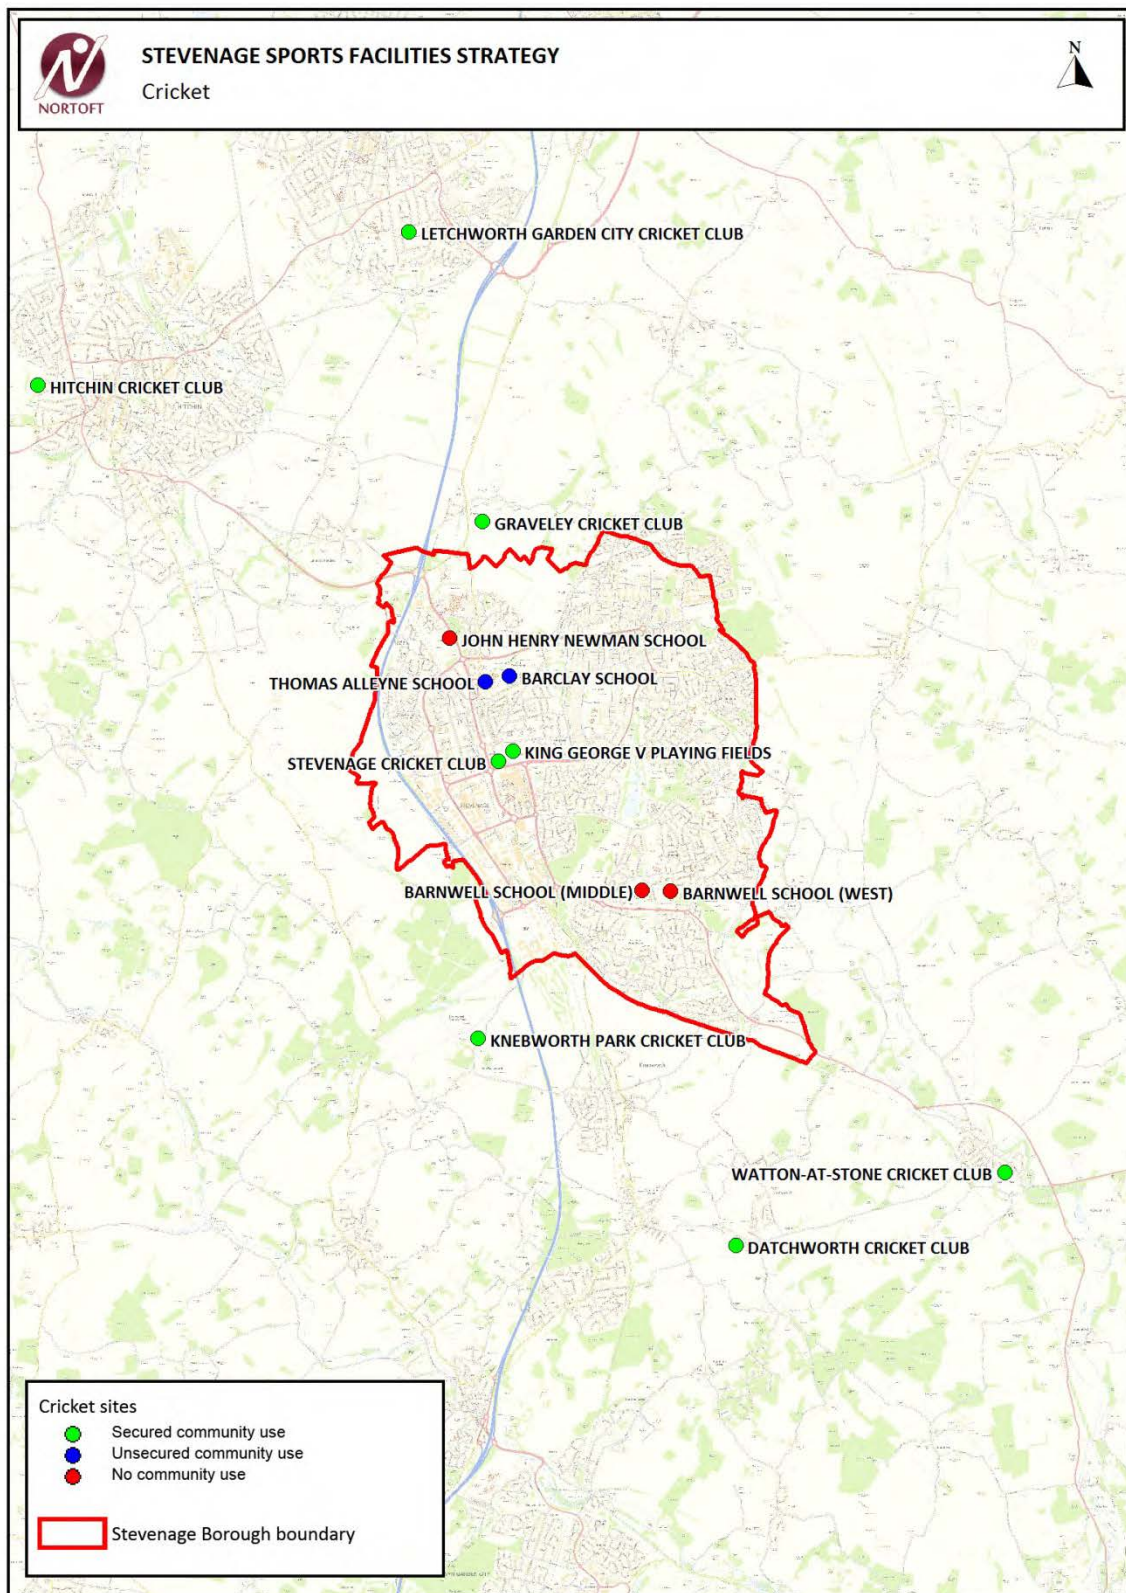 STEVENAGE SPORTS FACILITIES STRATEGY
Cricket
N
NORTOFT
LETCHWORTH GARDEN CITY CRICKET CLUB
HITCHIN CRICKET CLUB
GRAVELEY CRICKET CLUB
JOHN HENRY NEWMAN SCHOOL
THOMAS ALLEYNE SCHOOL
BARCLAY SCHOOL
KING GEORGE V PLAYING FIELDS
STEVENAGE CRICKET CLUB
BARNWELL SCHOOL (MIDDLE)
BARNWELL SCHOOL (WEST)
KNEBWORTH PARK CRICKET CLUB
WATTON-AT-STONE CRICKET CLUB
DATCHWORTH CRICKET CLUB
Cricket sites
Secured community use
Unsecured community use
No community use
Stevenage Borough boundary